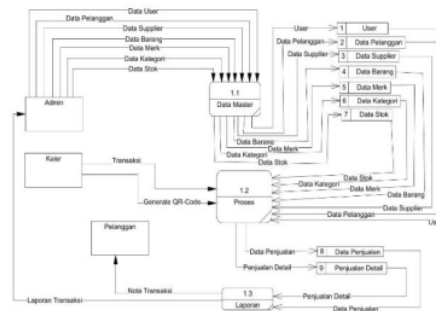 Data User
Data Pelanggan
Data Supplier
Data Barang
Data Merk
Data Kategori
Data Stok
Admin
1.1
Data Master
User
Data Pelanggan
Data Supplier
Data Barang
Data Merk
Data Kategori
Data Stok
1 User
2 Data Pelanggan
3 Data Supplier
4 Data Barang
5 Data Merk
6 Data Kategori
7 Data Stok
Kaisr
Transaksi
Generate QR-Code
1.2
Proses
Data Stok
Data Kategori
Data Merk
Data Barang
Data Supplier
Data Pelanggan
Pelanggan
Data Penjualan
Penjualan Detail
8 Data Penjualan
9 Penjualan Detail
Nota Transaksi
Laporan Transaksi
1.3
Laporan
Penjualan Detail
Data Penjualan